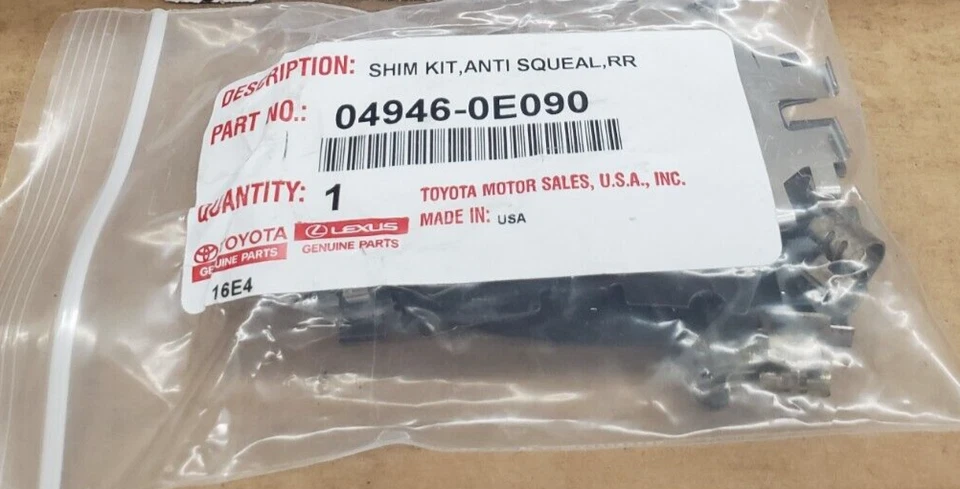 DESCRIPTION: SHIM KIT,ANTI SQUEAL,RR
PART NO.: 04946-0E090
QUANTITY: 1
TOYOTA MOTOR SALES, U.S.A., INC.
MADE IN: USA
TOYOTA
GENUINE PARTS
LEXUS
GENUINE PARTS
16E4